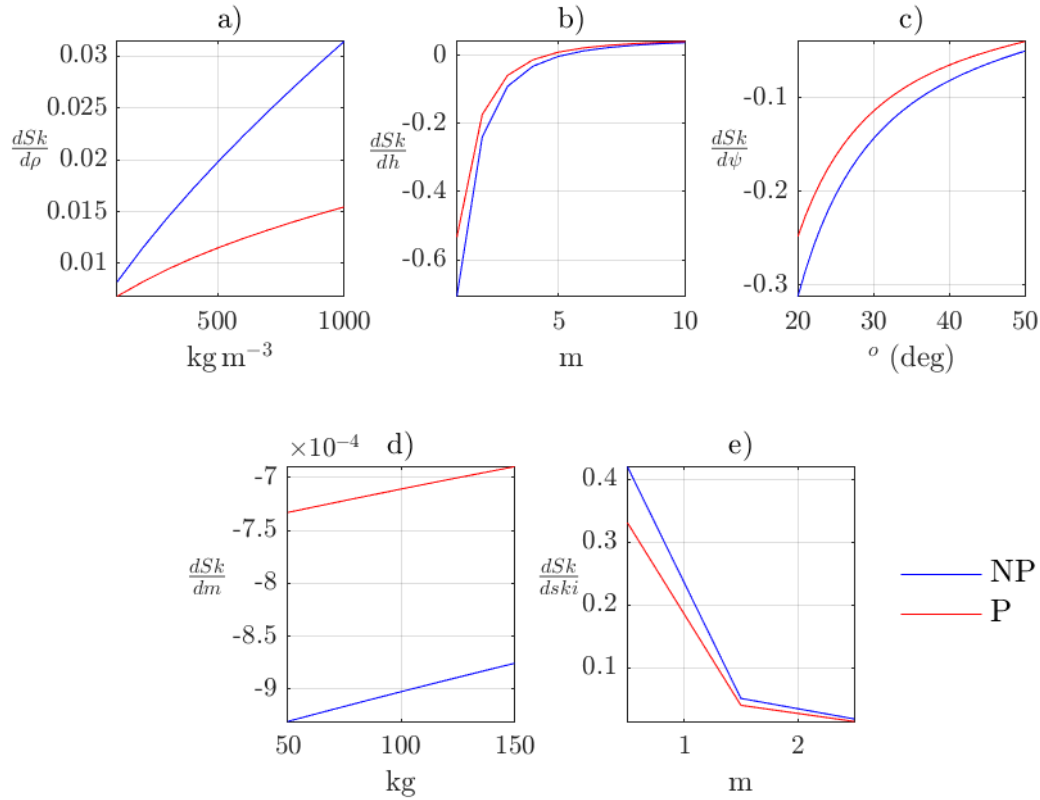 a)
0.03
0.025
0.02
0.015
0.01
dSk
dρ
500
1000
kg m⁻³
b)
0
-0.2
-0.4
-0.6
dSk
dh
5
10
m
c)
-0.1
-0.2
-0.3
dSk
dψ
20
30
40
50
° (deg)
×10⁻⁴
d)
-7
-7.5
-8
-8.5
-9
dSk
dm
50
100
150
kg
e)
0.4
0.3
0.2
0.1
dSk
dski
1
2
m
NP
P